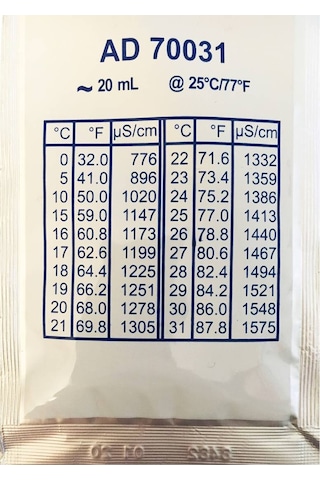 AD 70031
~ 20 mL @ 25°C/77°F
°C °F µS/cm °C °F µS/cm
0 32.0 776 22 71.6 1332
5 41.0 896 23 73.4 1359
10 50.0 1020 24 75.2 1386
15 59.0 1147 25 77.0 1413
16 60.8 1173 26 78.8 1440
17 62.6 1199 27 80.6 1467
18 64.4 1225 28 82.4 1494
19 66.2 1251 29 84.2 1521
20 68.0 1278 30 86.0 1548
21 69.8 1305 31 87.8 1575